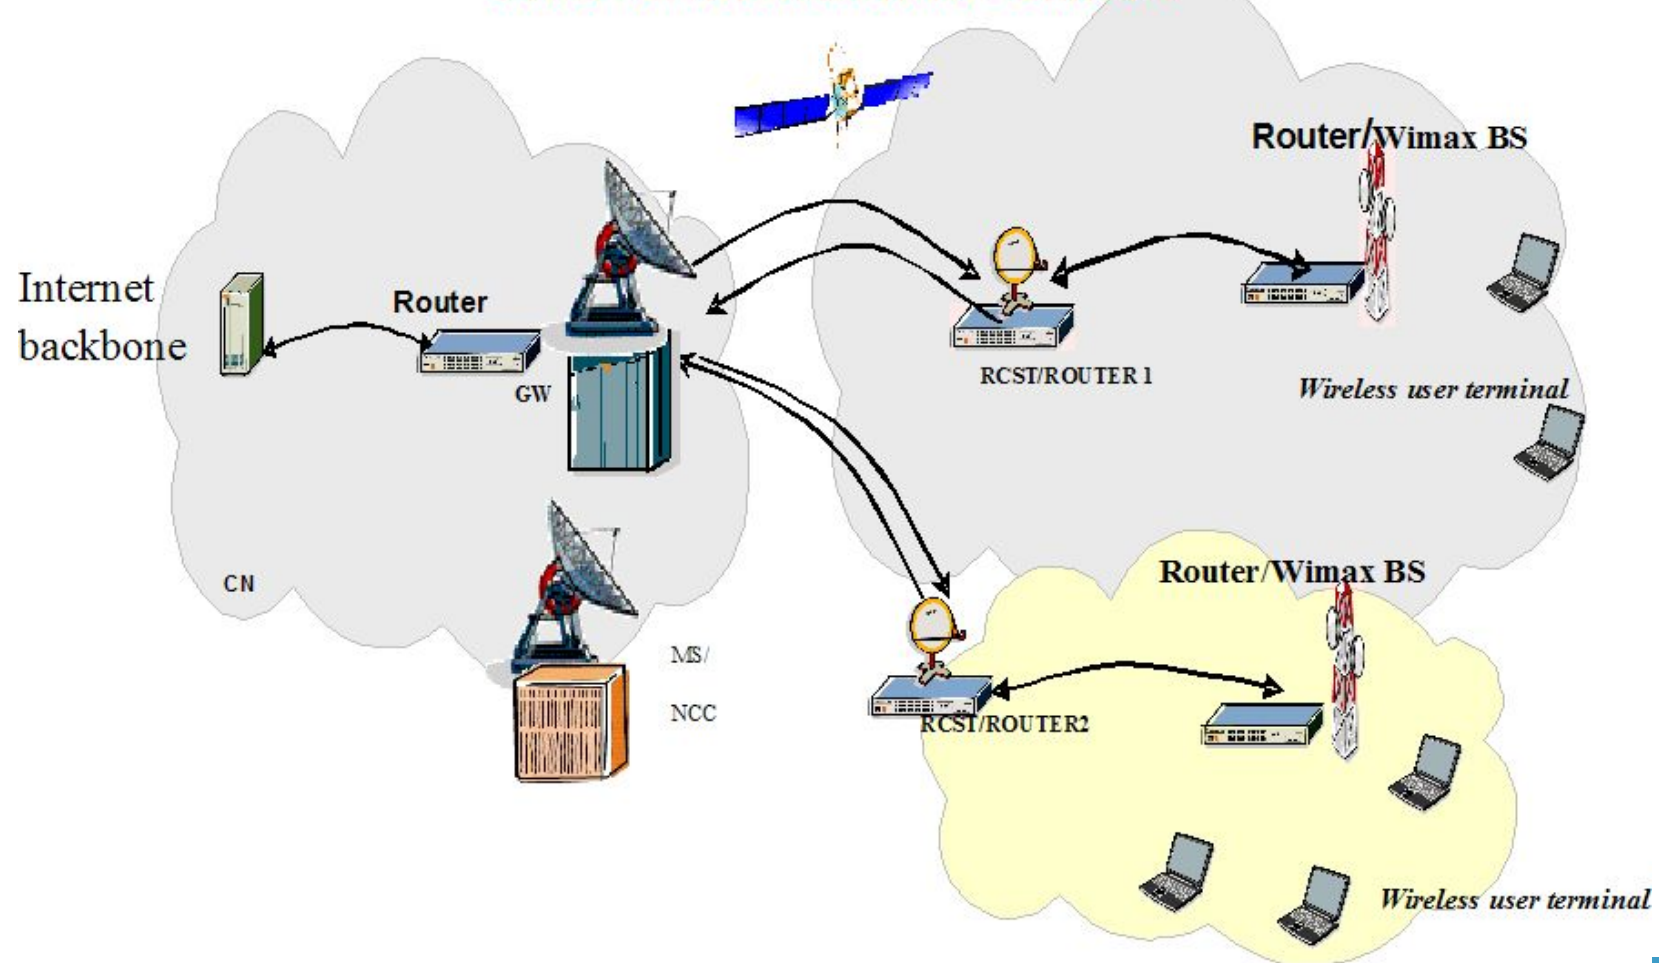 Router/Wimax BS
Internet
backbone
Router
GW
RCST/ROUTER 1
Wireless user terminal
CN
Router/Wimax BS
MS/
NCC
RCST/ROUTER2
Wireless user terminal